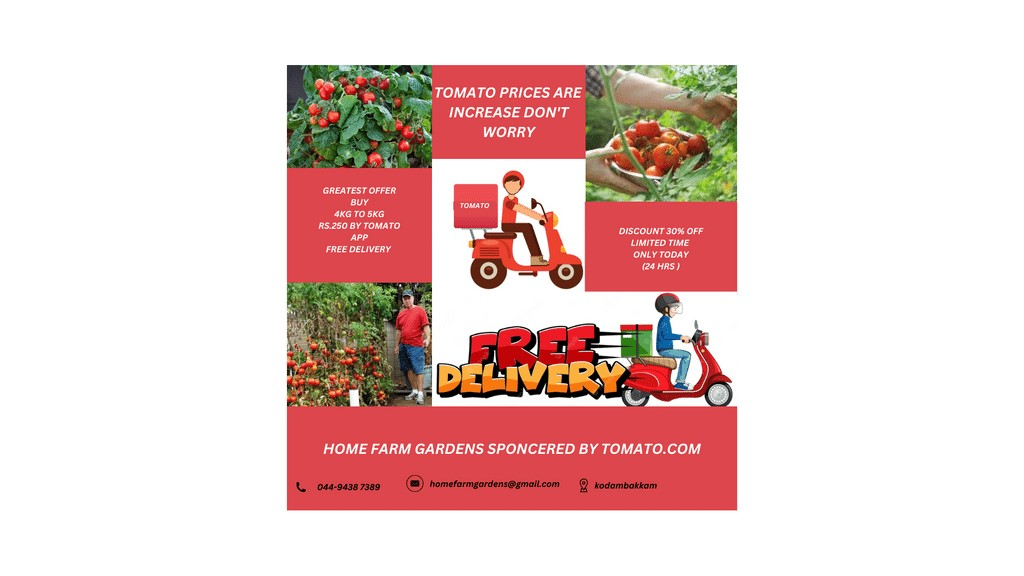 TOMATO PRICES ARE
INCREASE DON'T
WORRY
GREATEST OFFER
BUY
4KG TO 5KG
RS.250 BY TOMATO
APP
FREE DELIVERY
TOMATO
DISCOUNT 30% OFF
LIMITED TIME
ONLY TODAY
(24 HRS )
FREE
DELIVERY
HOME FARM GARDENS SPONCERED BY TOMATO.COM
044-9438 7389
homefarmgardens@gmail.com
kodambakkam